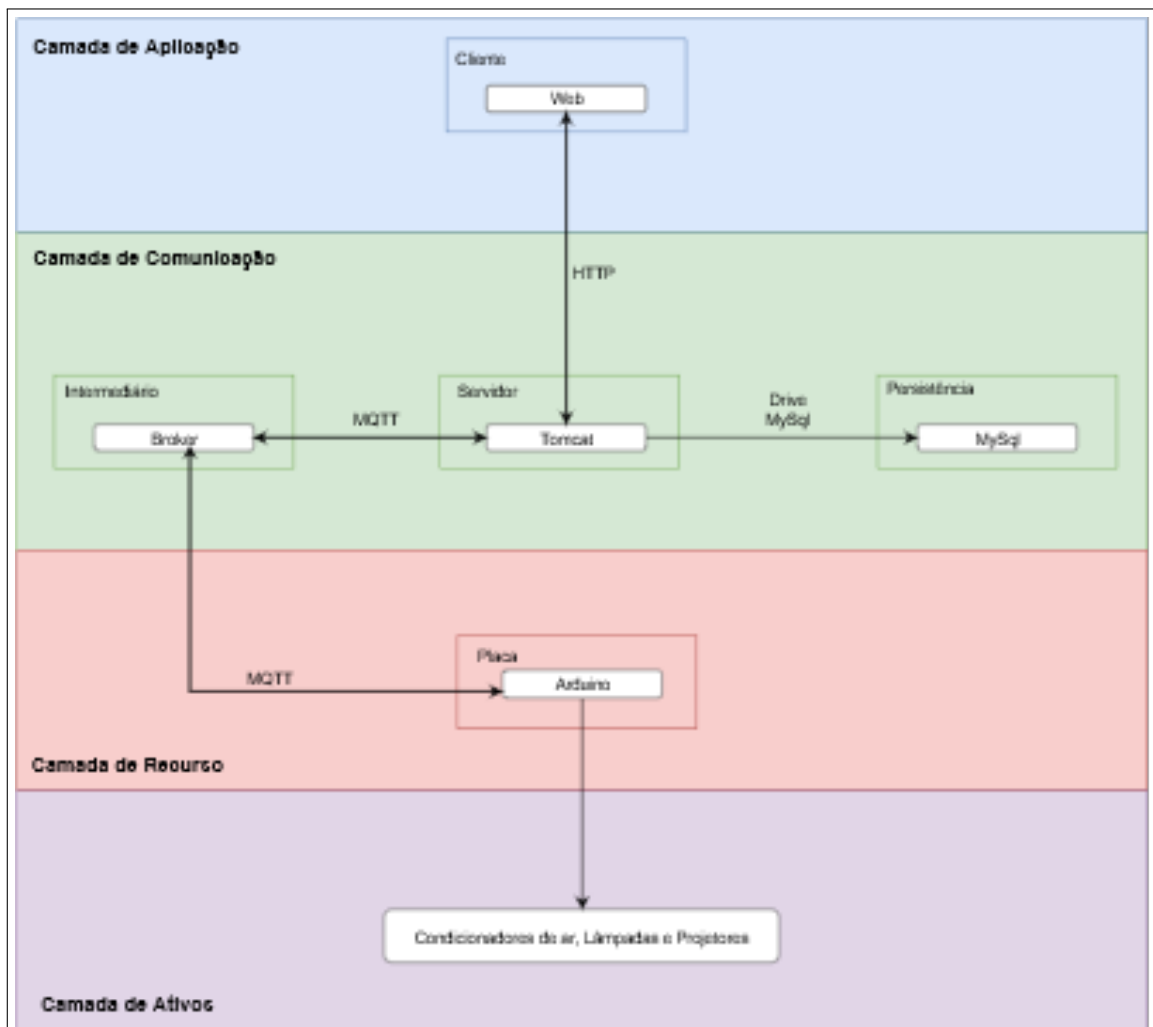 Camada de Aplicação
Cliente
Web
Camada de Comunicação
HTTP
Intermediário
Broker
MQTT
Servidor
Tomcat
Drive
MySql
Persistência
MySql
Placa
Arduino
MQTT
Camada de Recurso
Condicionadores de ar, Lâmpadas e Projetores
Camada de Ativos